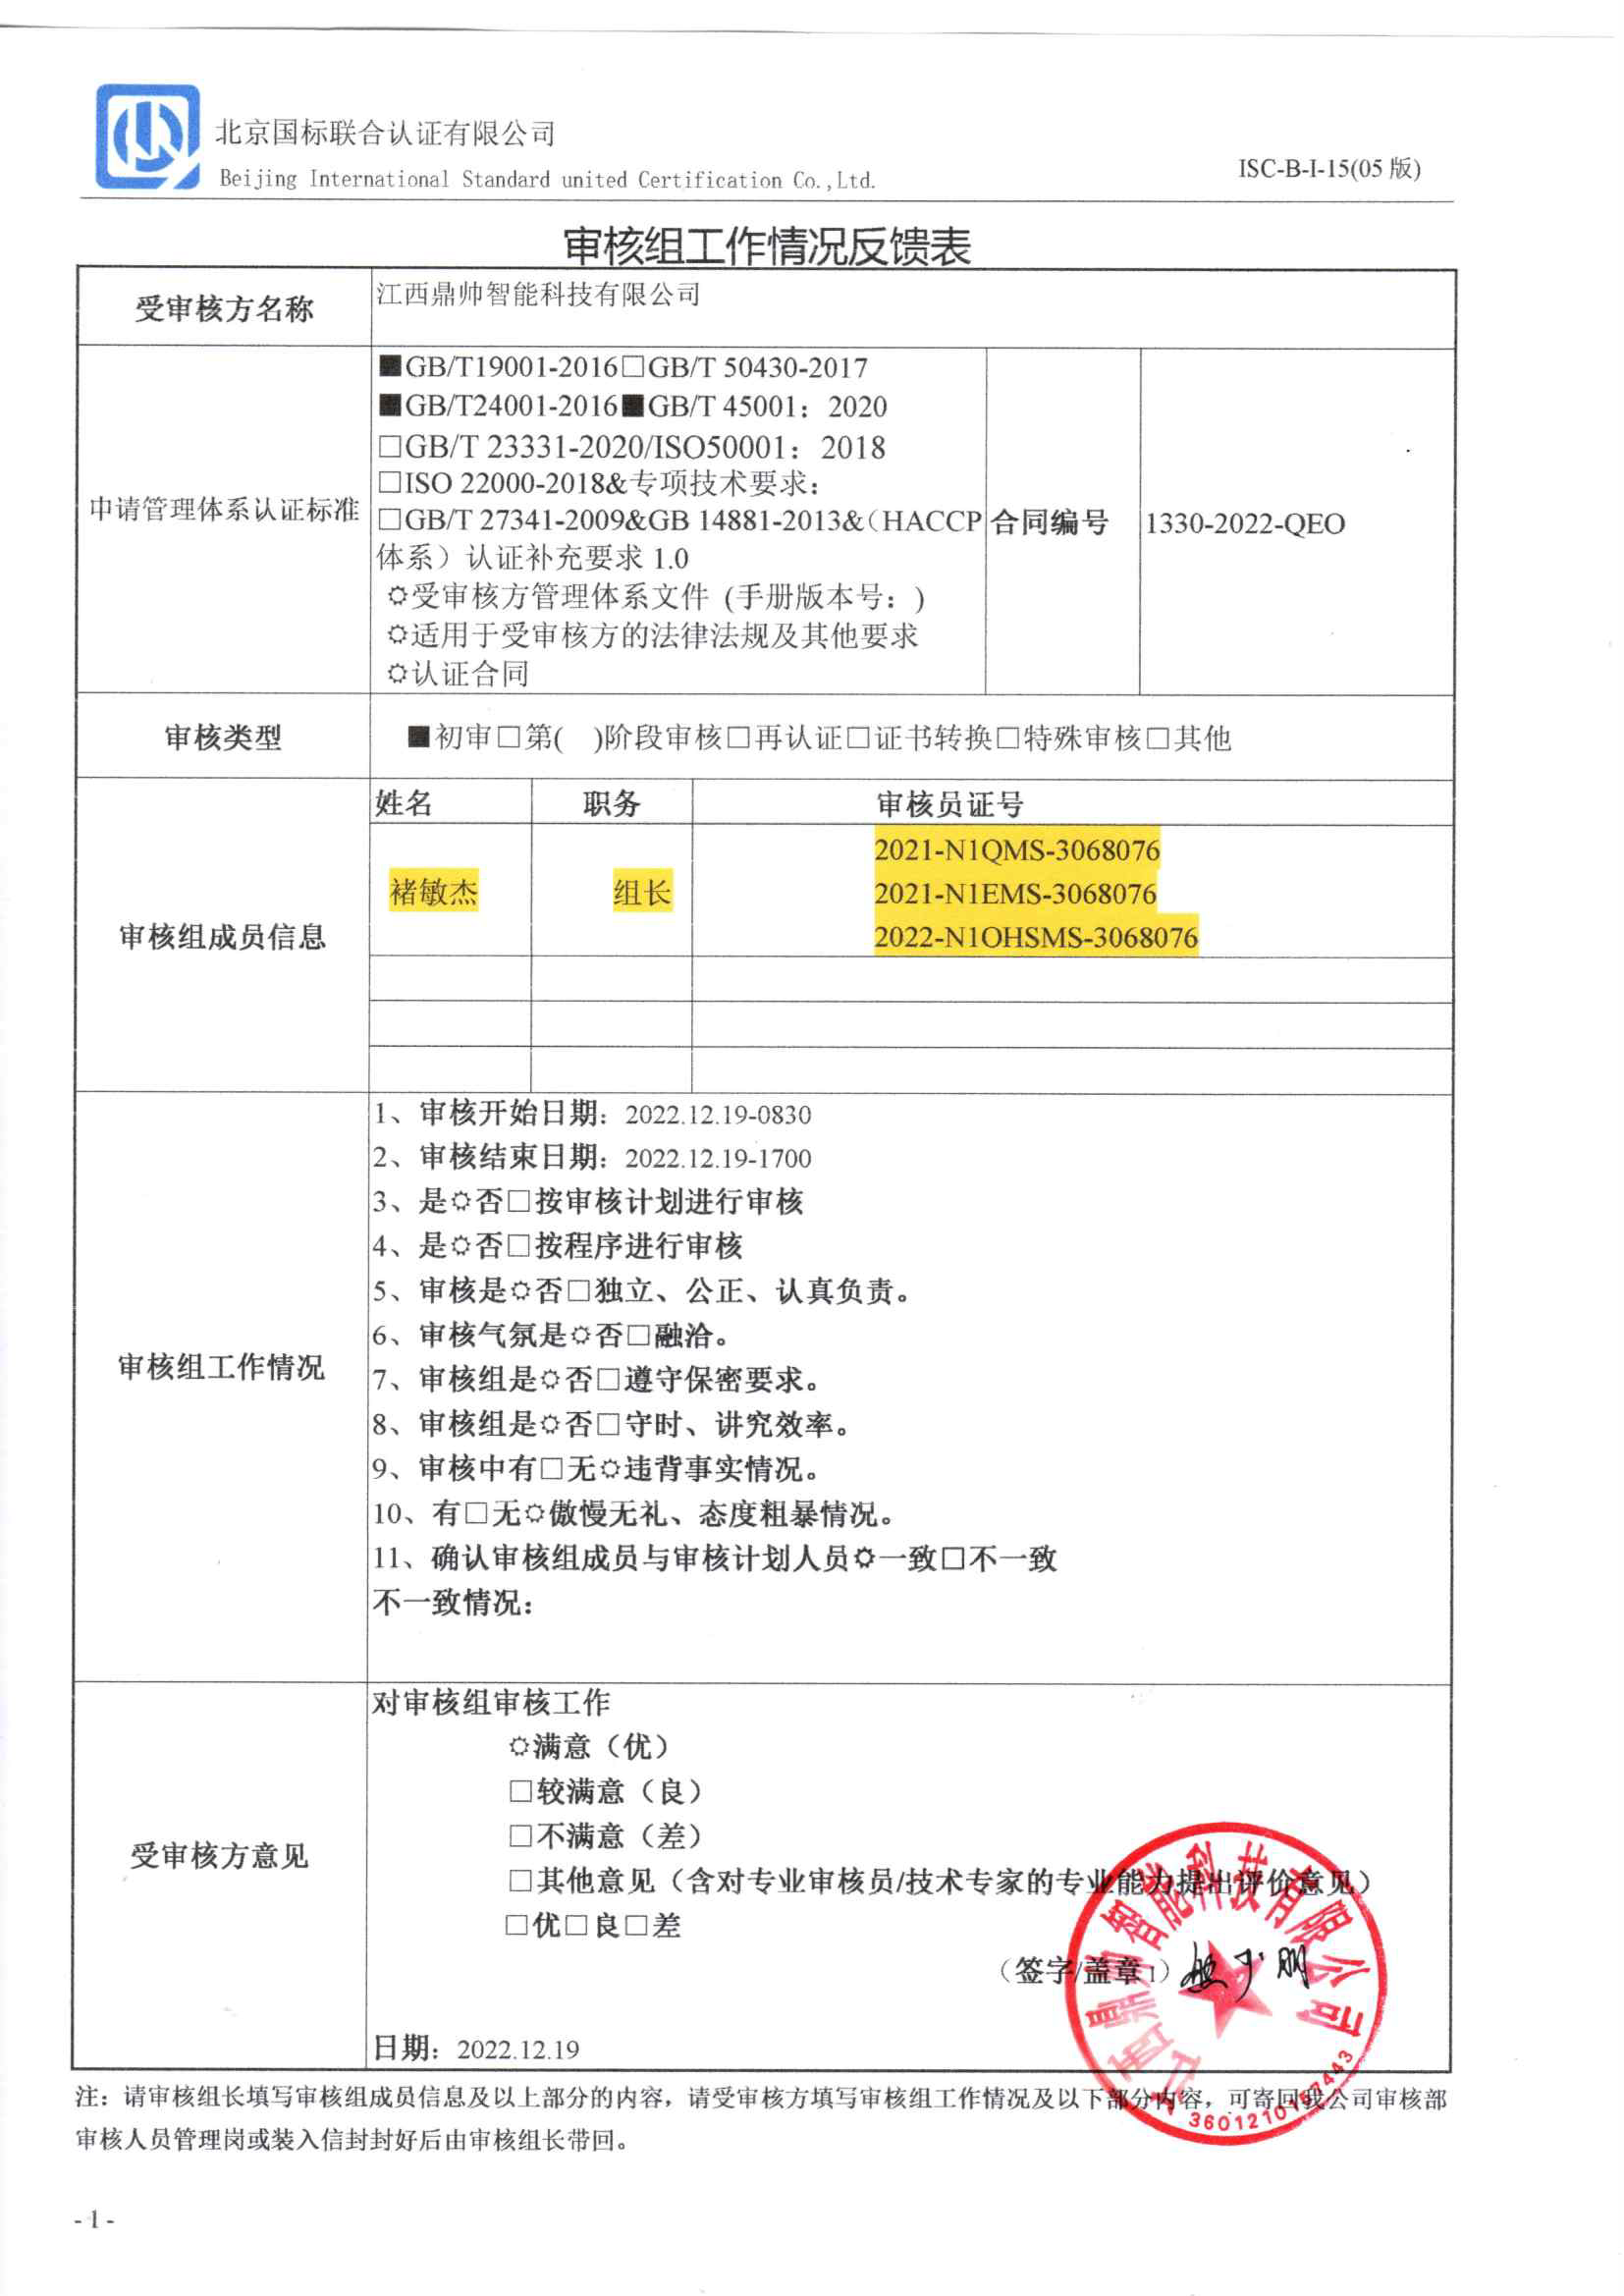 北京国标联合认证有限公司
Beijing International Standard united Certification Co.,Ltd.
ISC-B-I-15(05 版)
审核组工作情况反馈表
受审核方名称
江西鼎帅智能科技有限公司
申请管理体系认证标准
■GB/T19001-2016□GB/T 50430-2017
■GB/T24001-2016■GB/T 45001：2020
□GB/T 23331-2020/ISO50001：2018
□ISO 22000-2018&专项技术要求：
□GB/T 27341-2009&GB 14881-2013&（HACCP
体系）认证补充要求 1.0
✩受审核方管理体系文件 (手册版本号：)
✩适用于受审核方的法律法规及其他要求
✩认证合同
合同编号
1330-2022-QEO
审核类型
■初审□第( )阶段审核□再认证□证书转换□特殊审核□其他
审核组成员信息
姓名 职务 审核员证号
褚敏杰 组长
2021-N1QMS-3068076
2021-N1EMS-3068076
2022-N1OHSMS-3068076
审核组工作情况
1、审核开始日期：2022.12.19-0830
2、审核结束日期：2022.12.19-1700
3、是✩否□按审核计划进行审核
4、是✩否□按程序进行审核
5、审核是✩否□独立、公正、认真负责。
6、审核气氛是✩否□融洽。
7、审核组是✩否□遵守保密要求。
8、审核组是✩否□守时、讲究效率。
9、审核中有□无✩违背事实情况。
10、有□无✩傲慢无礼、态度粗暴情况。
11、确认审核组成员与审核计划人员✩一致□不一致
不一致情况：
受审核方意见
对审核组审核工作
✩满意（优）
□较满意（良）
□不满意（差）
□其他意见（含对专业审核员/技术专家的专业能力提出评价意见）
□优□良□差
（签字/盖章）
江西鼎帅智能科技有限公司
日期：2022.12.19
注：请审核组长填写审核组成员信息及以上部分的内容，请受审核方填写审核组工作情况及以下部分内容，可寄回我公司审核部
审核人员管理岗或装入信封封好后由审核组长带回。
- 1 -